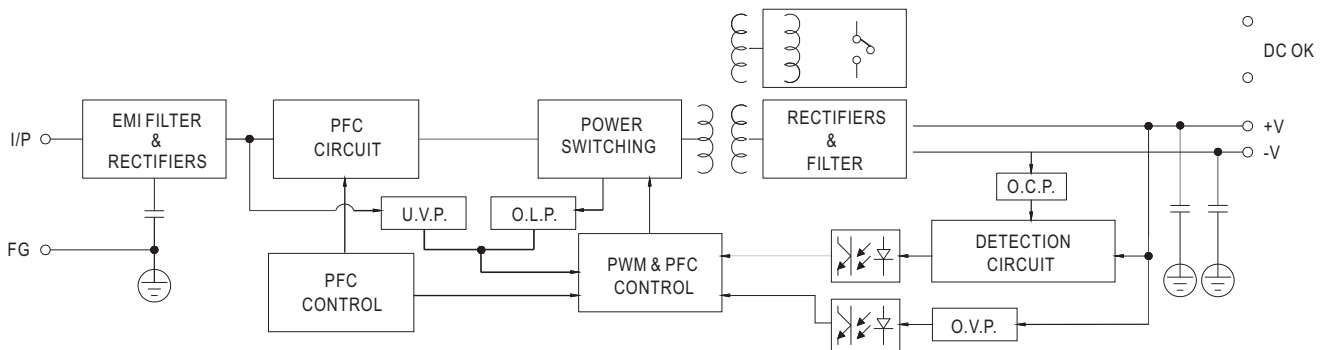 DC OK
I/P
EMI FILTER
&
RECTIFIERS
PFC
CIRCUIT
POWER
SWITCHING
RECTIFIERS
&
FILTER
+V
-V
U.V.P.
O.L.P.
O.C.P.
FG
PFC
CONTROL
PWM & PFC
CONTROL
DETECTION
CIRCUIT
O.V.P.